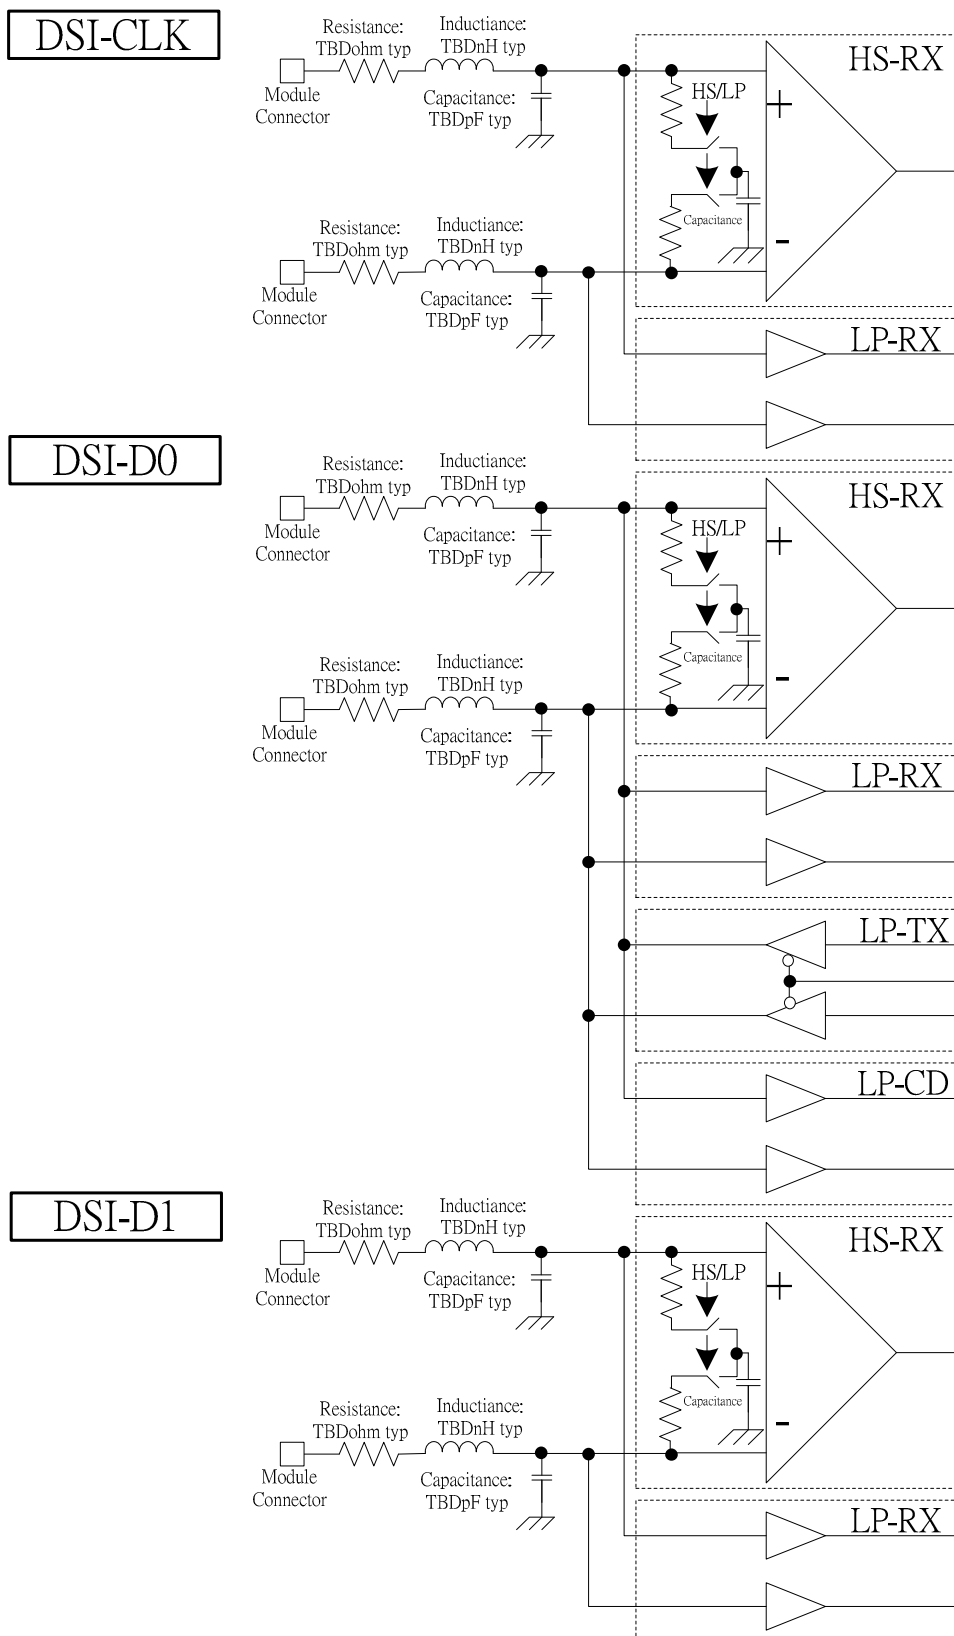 DSI-CLK
Resistance:
TBDohm typ
Inductiance:
TBDnH typ
HS-RX
Module
Connector
Capacitance:
TBDpF typ
HS/LP
+
Capacitance
Resistance:
TBDohm typ
Inductiance:
TBDnH typ
-
Module
Connector
Capacitance:
TBDpF typ
LP-RX
DSI-D0
Resistance:
TBDohm typ
Inductiance:
TBDnH typ
HS-RX
Module
Connector
Capacitance:
TBDpF typ
HS/LP
+
Capacitance
Resistance:
TBDohm typ
Inductiance:
TBDnH typ
-
Module
Connector
Capacitance:
TBDpF typ
LP-RX
LP-TX
LP-CD
DSI-D1
Resistance:
TBDohm typ
Inductiance:
TBDnH typ
HS-RX
Module
Connector
Capacitance:
TBDpF typ
HS/LP
+
Capacitance
Resistance:
TBDohm typ
Inductiance:
TBDnH typ
-
Module
Connector
Capacitance:
TBDpF typ
LP-RX